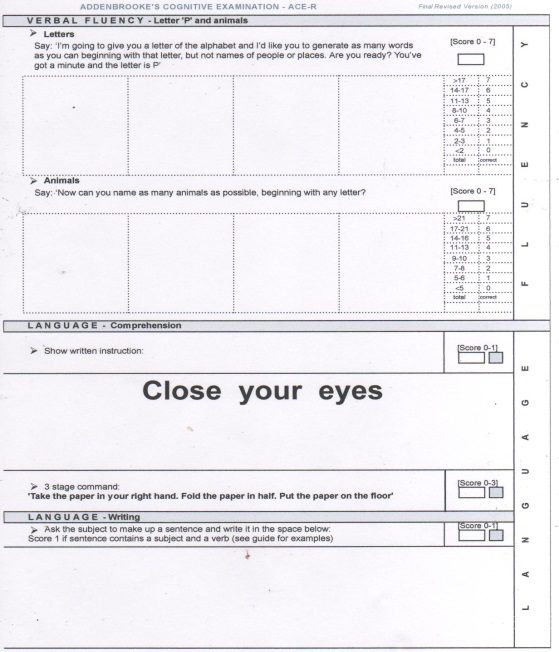 ADDENBROOKE'S COGNITIVE EXAMINATION - ACE-R Final Revised Version (2005)
VERBAL FLUENCY - Letter 'P' and animals
➢ Letters
Say: 'I'm going to give you a letter of the alphabet and I'd like you to generate as many words
as you can beginning with that letter, but not names of people or places. Are you ready? You've
got a minute and the letter is P'
[Score 0 - 7]
>17 7
14-17 6
11-13 5
8-10 4
6-7 3
4-5 2
2-3 1
<2 0
total correct
➢ Animals
Say: 'Now can you name as many animals as possible, beginning with any letter?
[Score 0 - 7]
>21 7
17-21 6
14-16 5
11-13 4
9-10 3
7-8 2
5-6 1
<5 0
total correct
FLUENCY
LANGUAGE - Comprehension
➢ Show written instruction:
[Score 0-1]
Close your eyes
➢ 3 stage command:
'Take the paper in your right hand. Fold the paper in half. Put the paper on the floor'
[Score 0-3]
LANGUAGE - Writing
➢ Ask the subject to make up a sentence and write it in the space below:
Score 1 if sentence contains a subject and a verb (see guide for examples)
[Score 0-1]
LANGUAGE